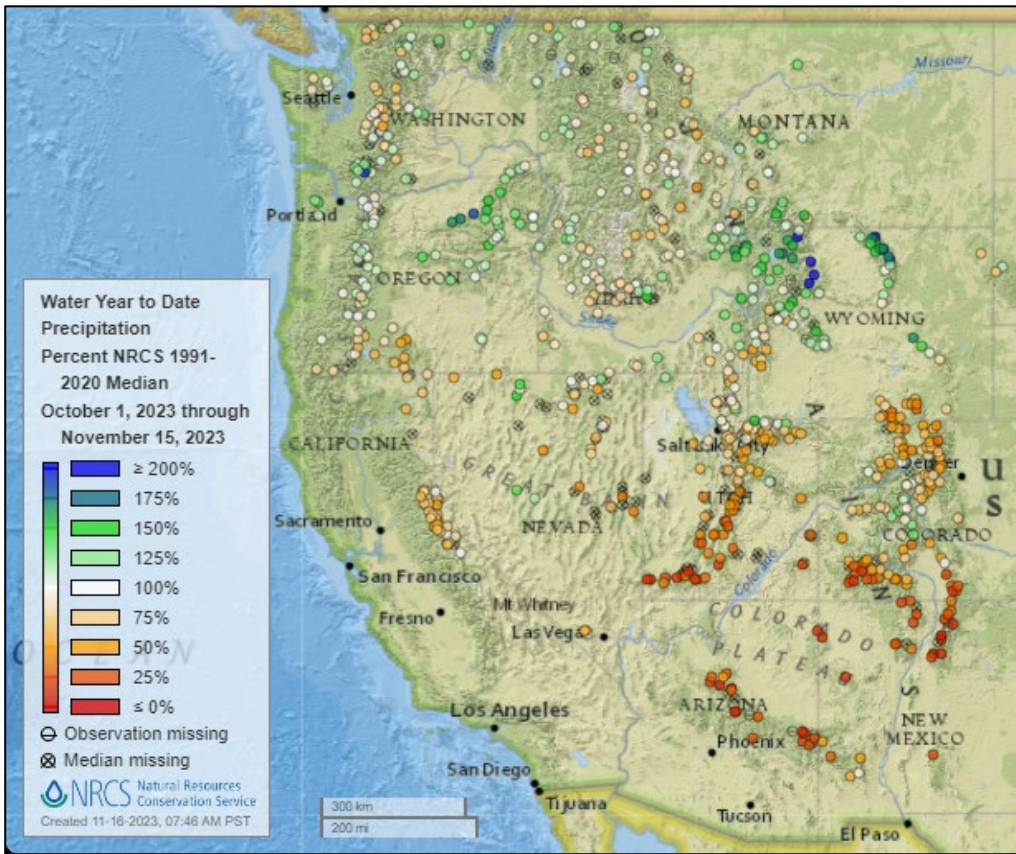 Columbia
Missouri
Seattle
WASHINGTON
MONTANA
Portland
OREGON
Snake
WYOMING
Water Year to Date
Precipitation
Percent NRCS 1991-
2020 Median
October 1, 2023 through
November 15, 2023
≥ 200%
175%
150%
125%
100%
75%
50%
25%
≤ 0%
Observation missing
Median missing
NRCS Natural Resources
Conservation Service
Created 11-16-2023, 07:46 AM PST
CALIFORNIA
Salt Lake City
Denver
U
S
GREAT BASIN
UTAH
NEVADA
COLORADO
Sacramento
San Francisco
Colorado
Mt Whitney
COLORADO
PLATEA
Fresno
Las Vegas
OCEAN
Los Angeles
ARIZONA
NEW
MEXICO
Phoenix
San Diego
Tijuana
Tucson
El Paso
300 km
200 mi